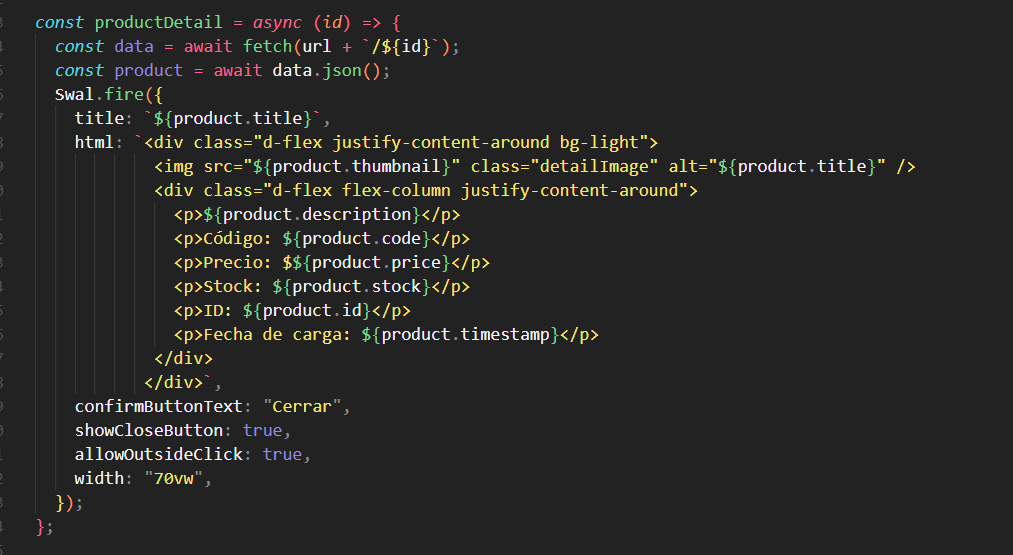 const productDetail = async (id) => {
  const data = await fetch(url + `/${id}`);
  const product = await data.json();
  Swal.fire({
    title: `${product.title}`,
    html: `<div class="d-flex justify-content-around bg-light">
            <img src="${product.thumbnail}" class="detailImage" alt="${product.title}" />
            <div class="d-flex flex-column justify-content-around">
              <p>${product.description}</p>
              <p>Código: ${product.code}</p>
              <p>Precio: $${product.price}</p>
              <p>Stock: ${product.stock}</p>
              <p>ID: ${product.id}</p>
              <p>Fecha de carga: ${product.timestamp}</p>
            </div>
           </div>`,
    confirmButtonText: "Cerrar",
    showCloseButton: true,
    allowOutsideClick: true,
    width: "70vw",
  });
};